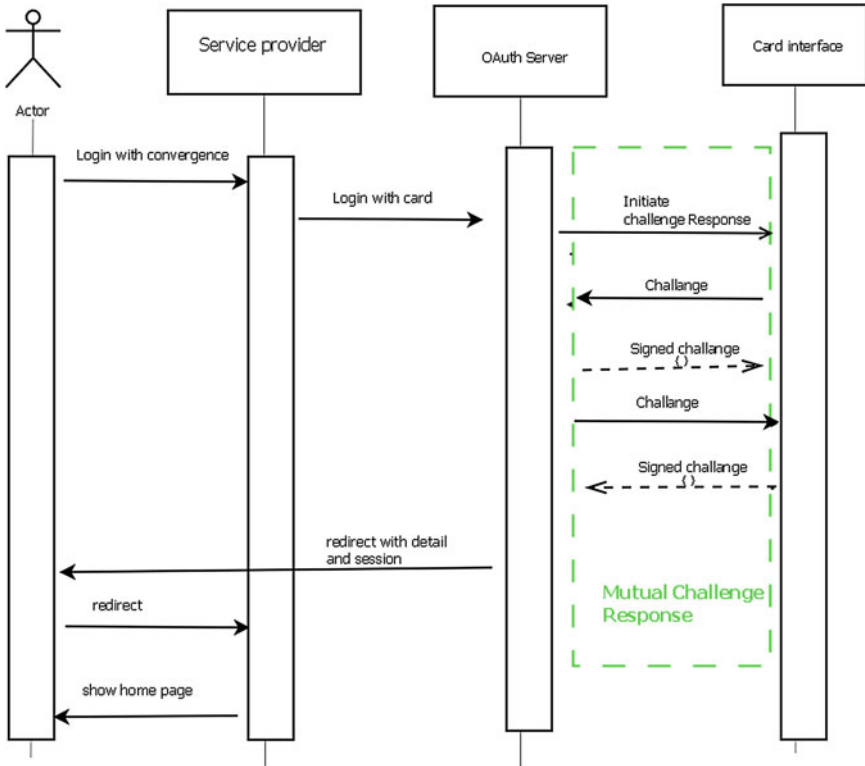 Service provider
OAuth Server
Card interface
Actor
Login with convergence
Login with card
Initiate
challenge Response
Challange
Signed challange
{ }
Challange
Signed challange
{ }
redirect with detail
and session
Mutual Challenge
Response
redirect
show home page